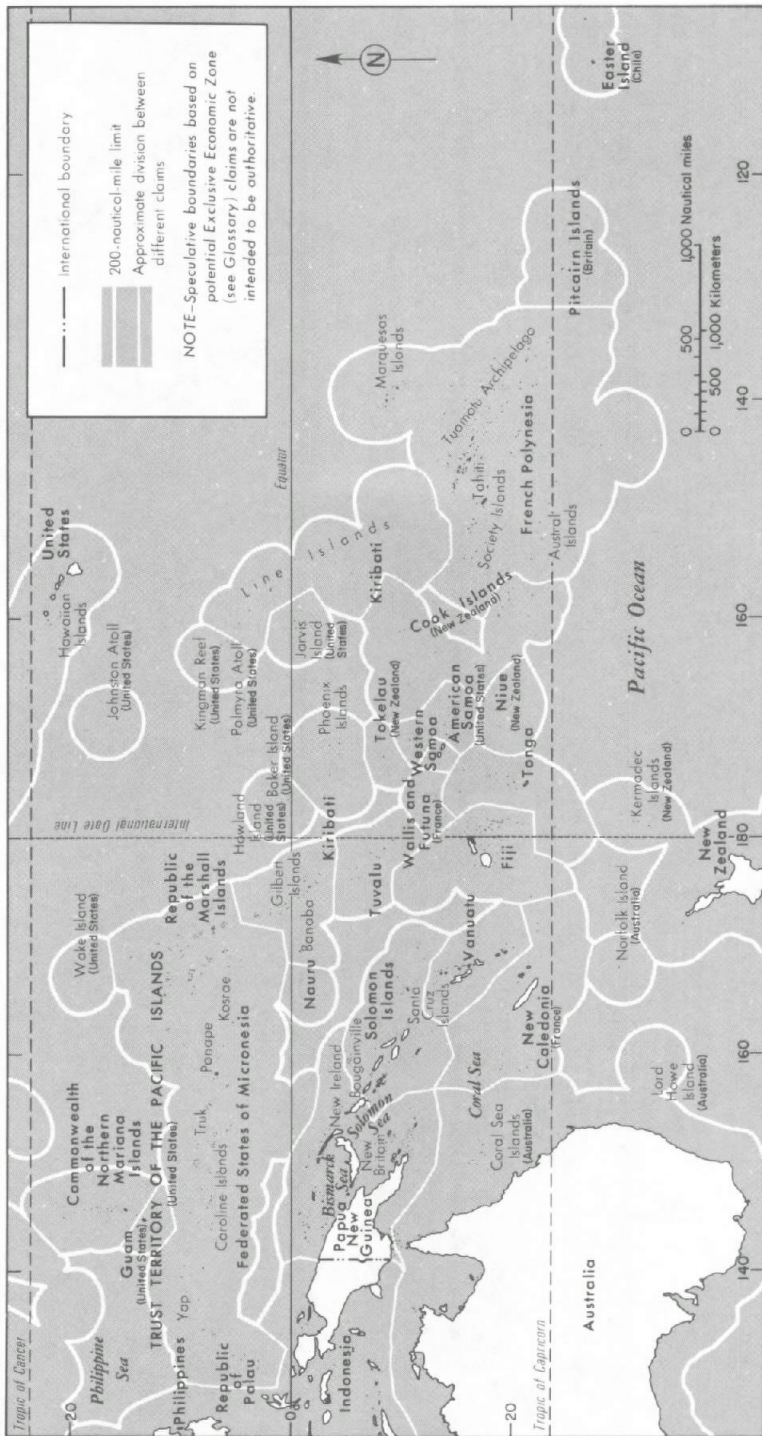 International boundary
200-nautical-mile limit
Approximate division between
different claims
NOTE–Speculative boundaries based on
potential Exclusive Economic Zone
(see Glossary) claims are not
intended to be authoritative.
N
Tropic of Cancer
20
Philippine
Sea
Commonwealth
of the
Northern
Mariana
Islands
Guam
(United States)
Wake Island
(United States)
International Date Line
Johnston Atoll
(United States)
Hawaiian
Islands
United
States
TRUST TERRITORY OF THE PACIFIC ISLANDS
(United States)
Republic
of the
Marshall
Islands
Philippines
Yap
Truk
Ponape
Kosrae
Caroline Islands
Federated States of Micronesia
Republic
of
Palau
Kingman Reel
(United States)
Palmyra Atoll
(United States)
Howland
Island
(United
States)
Baker Island
(United States)
Gilbert
Islands
Line Islands
Equator
0
Jarvis
Island
(United
States)
Nauru
Banaba
Kiribati
Phoenix
Islands
Kiribati
Marquesas
Islands
Indonesia
Papua
New
Guinea
Bismarck
Sea
New Ireland
Bougainville
New
Britain
Solomon
Sea
Solomon
Islands
Santa
Cruz
Islands
Tuvalu
Tokelau
(New Zealand)
Wallis and
Futuna
(France)
Western
Samoa
American
Samoa
(United States)
Cook Islands
(New Zealand)
Tuamotu Archipelago
Tahiti
Society Islands
French Polynesia
Coral Sea
Coral Sea
Islands
(Australia)
Vanuatu
New
Caledonia
(France)
Fiji
Tonga
Niue
(New Zealand)
Austral
Islands
Pitcairn Islands
(Britain)
Easter
Island
(Chile)
20
Tropic of Capricorn
Australia
Lord
Howe
Island
(Australia)
Norfolk Island
(Australia)
Kermadec
Islands
(New Zealand)
New
Zealand
Pacific Ocean
0 500 1,000 Nautical miles
0 500 1,000 Kilometers
140
160
180
160
140
120